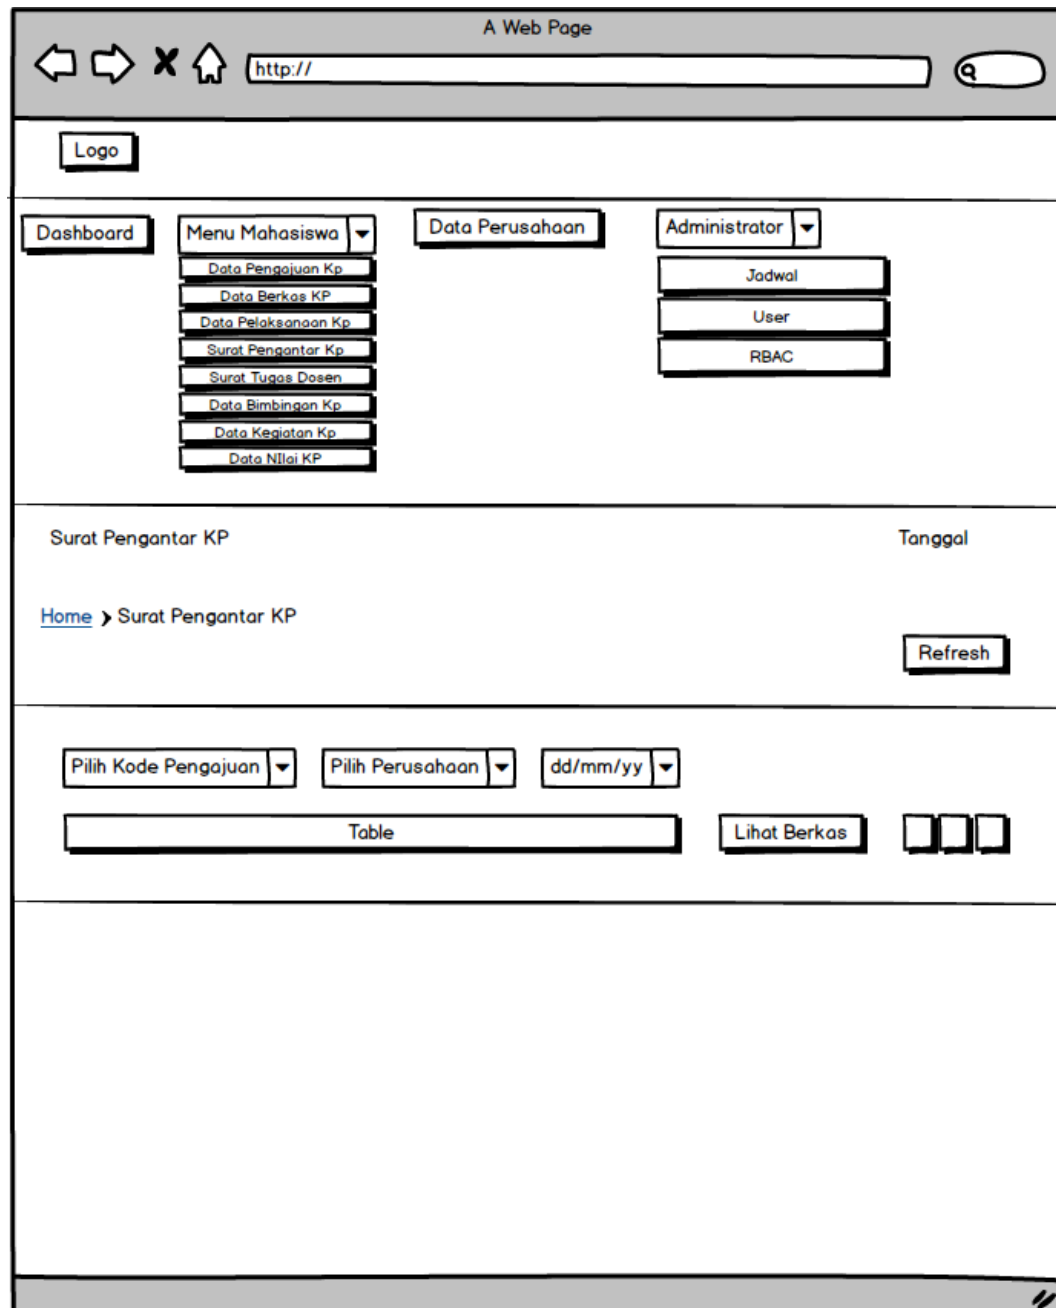 A Web Page
http://
Logo
Dashboard
Menu Mahasiswa
Data Pengajuan Kp
Data Berkas KP
Data Pelaksanaan Kp
Surat Pengantar Kp
Surat Tugas Dosen
Data Bimbingan Kp
Data Kegiatan Kp
Data NIlai KP
Data Perusahaan
Administrator
Jadwal
User
RBAC
Surat Pengantar KP
Tanggal
Home Surat Pengantar KP
Refresh
Pilih Kode Pengajuan
Pilih Perusahaan
dd/mm/yy
Table
Lihat Berkas